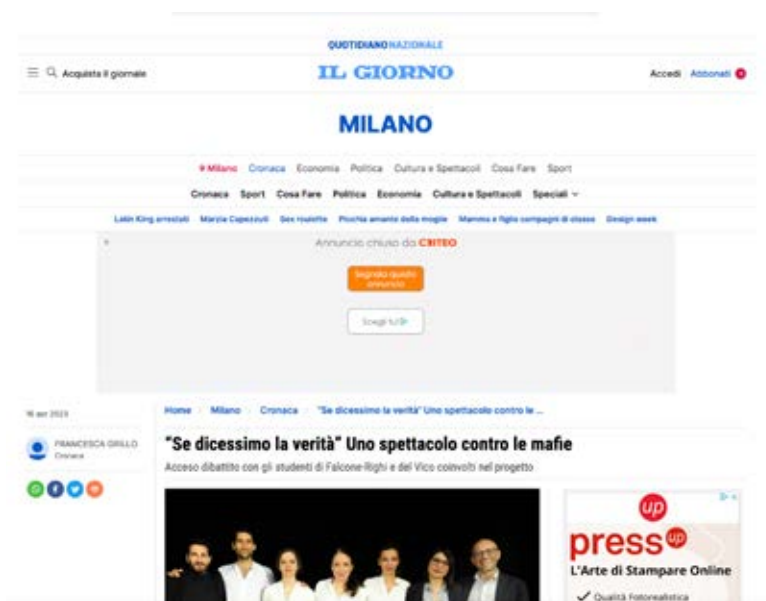 QUOTIDIANO NAZIONALE
Acquista il giornale
IL GIORNO
Accedi Abbonati
MILANO
Milano Cronaca Economia Politica Cultura e Spettacoli Cosa Fare Sport
Cronaca Sport Cosa Fare Politica Economia Cultura e Spettacoli Speciali
Latin King arrestati Marzia Capezzuti Sex roulette Picchia amante della moglie Mamma e figlio compagni di classe Design week
Annuncio chiuso da CRITEO
Segnala questo
annuncio
Scegli tu!
16 apr 2023
Home Milano Cronaca "Se dicessimo la verità" Uno spettacolo contro le ...
FRANCESCA GRILLO
Cronaca
"Se dicessimo la verità" Uno spettacolo contro le mafie
Acceso dibattito con gli studenti di Falcone-Righi e del Vico coinvolti nel progetto
up
press up
L'Arte di Stampare Online
Qualità Fotorealistica